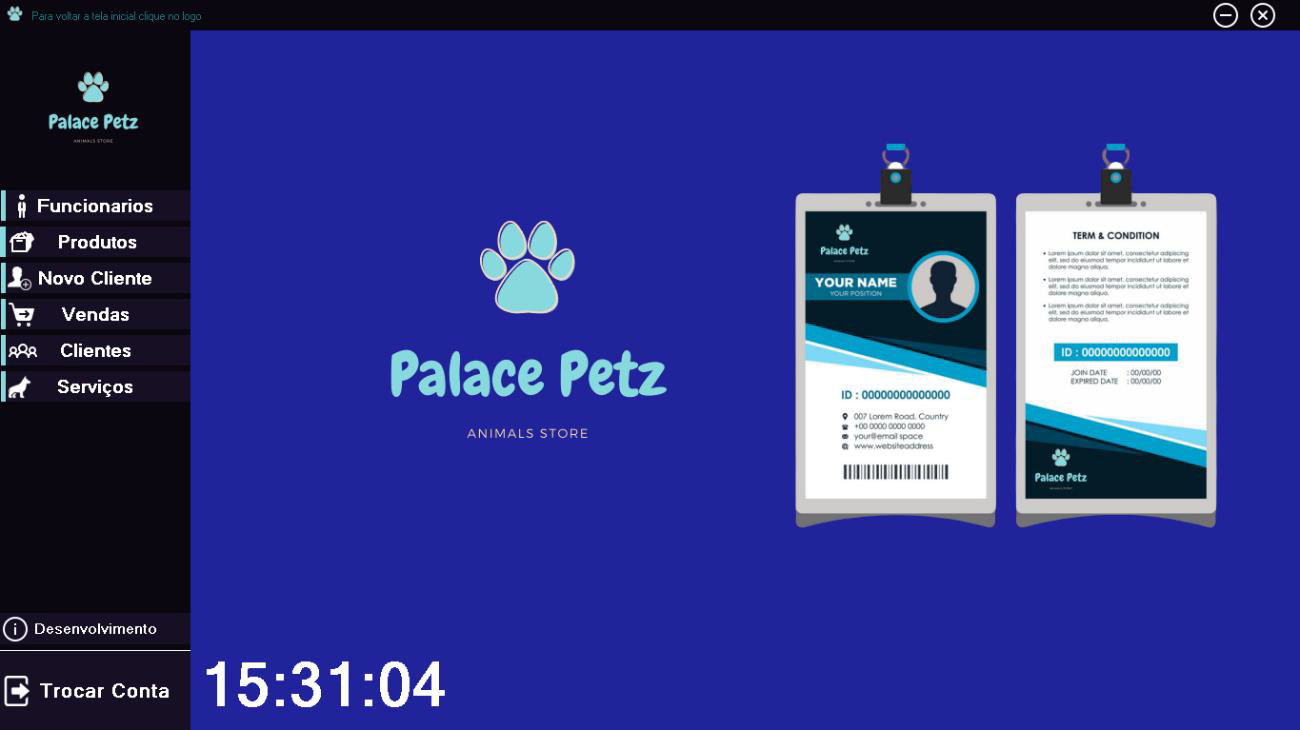 Para voltar a tela inicial clique no logo
Palace Petz
ANIMALS STORE
Funcionarios
Produtos
Novo Cliente
Vendas
Clientes
Serviços
Desenvolvimento
Trocar Conta
Palace Petz
ANIMALS STORE
15:31:04
Palace Petz
YOUR NAME
YOUR POSITION
ID : 00000000000000
007 Lorem Road, Country
+00 0000 0000 0000
your@email space
www.websiteaddress
TERM & CONDITION
• Lorem ipsum dolor sit amet, consectetur adipiscing
elit, sed do eiusmod tempor incididunt ut labore et
dolore magna aliqua.
• Lorem ipsum dolor sit amet, consectetur adipiscing
elit, sed do eiusmod tempor incididunt ut labore et
dolore magna aliqua.
• Lorem ipsum dolor sit amet, consectetur adipiscing
elit, sed do eiusmod tempor incididunt ut labore et
dolore magna aliqua.
ID : 00000000000000
JOIN DATE : 00/00/00
EXPIRED DATE : 00/00/00
Palace Petz